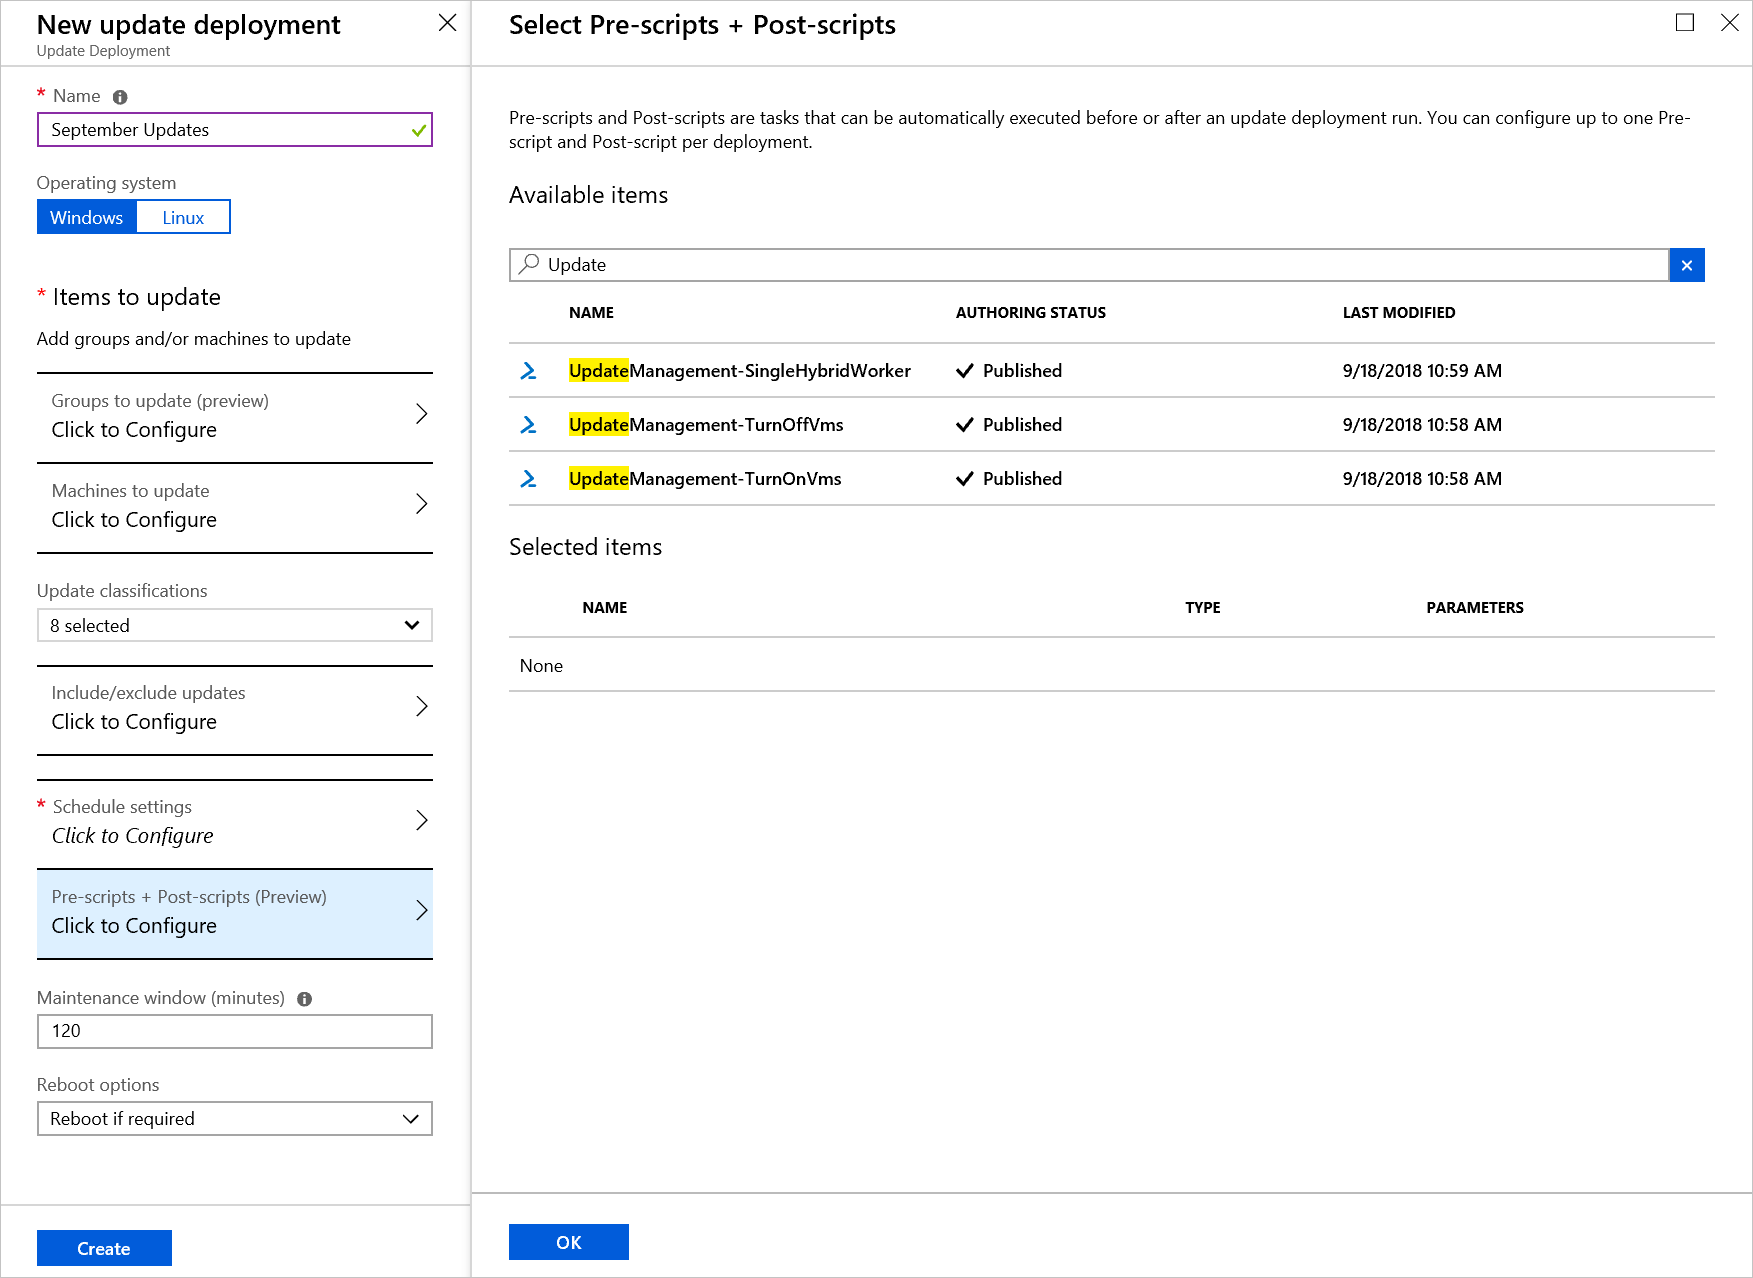 New update deployment
Update Deployment
* Name
September Updates
Operating system
Windows Linux
* Items to update
Add groups and/or machines to update
Groups to update (preview)
Click to Configure
Machines to update
Click to Configure
Update classifications
8 selected
Include/exclude updates
Click to Configure
* Schedule settings
Click to Configure
Pre-scripts + Post-scripts (Preview)
Click to Configure
Maintenance window (minutes)
120
Reboot options
Reboot if required
Create
Select Pre-scripts + Post-scripts
Pre-scripts and Post-scripts are tasks that can be automatically executed before or after an update deployment run. You can configure up to one Pre-
script and Post-script per deployment.
Available items
Update
NAME AUTHORING STATUS LAST MODIFIED
UpdateManagement-SingleHybridWorker Published 9/18/2018 10:59 AM
UpdateManagement-TurnOffVms Published 9/18/2018 10:58 AM
UpdateManagement-TurnOnVms Published 9/18/2018 10:58 AM
Selected items
NAME TYPE PARAMETERS
None
OK